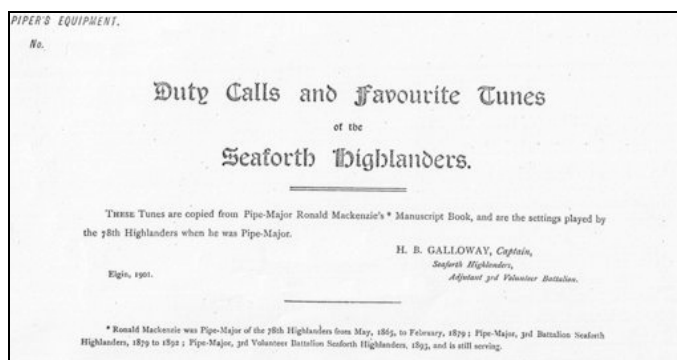 PIPER'S EQUIPMENT.
No.
Duty Calls and Favourite Tunes
of the
Seaforth Highlanders.
THESE Tunes are copied from Pipe-Major Ronald Mackenzie's * Manuscript Book, and are the settings played by
the 78th Highlanders when he was Pipe-Major.
H. B. GALLOWAY, Captain,
Seaforth Highlanders,
Adjutant 3rd Volunteer Battalion.
Elgin, 1901.
* Ronald Mackenzie was Pipe-Major of the 78th Highlanders from May, 1865, to February, 1879; Pipe-Major, 3rd Battalion Seaforth
Highlanders, 1879 to 1892; Pipe-Major, 3rd Volunteer Battalion Seaforth Highlanders, 1893, and is still serving.